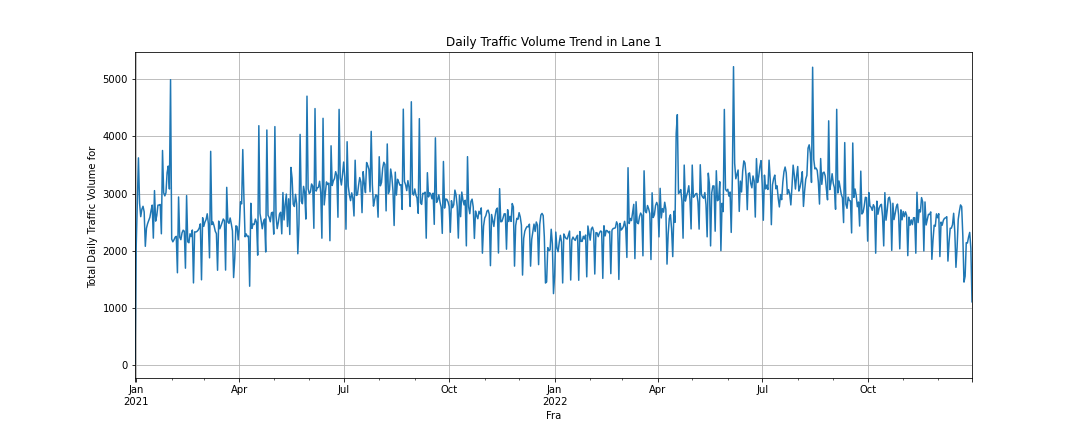 Daily Traffic Volume Trend in Lane 1
Total Daily Traffic Volume for
5000
4000
3000
2000
1000
0
Jan Apr Jul Oct Jan Apr Jul Oct
2021 2022
Fra